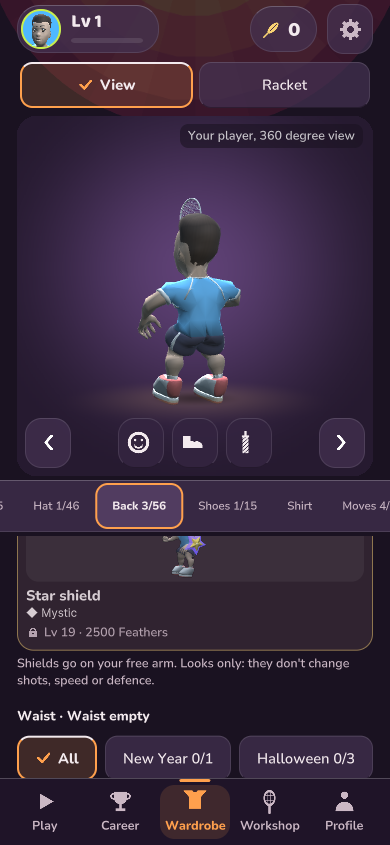 Lv 1
0
View
Racket
Your player, 360 degree view
Hat 1/46
Back 3/56
Shoes 1/15
Shirt
Moves 4/
Star shield
Mystic
Lv 19 · 2500 Feathers
Shields go on your free arm. Looks only: they don't change
shots, speed or defence.
Waist · Waist empty
All
New Year 0/1
Halloween 0/3
Play
Career
Wardrobe
Workshop
Profile